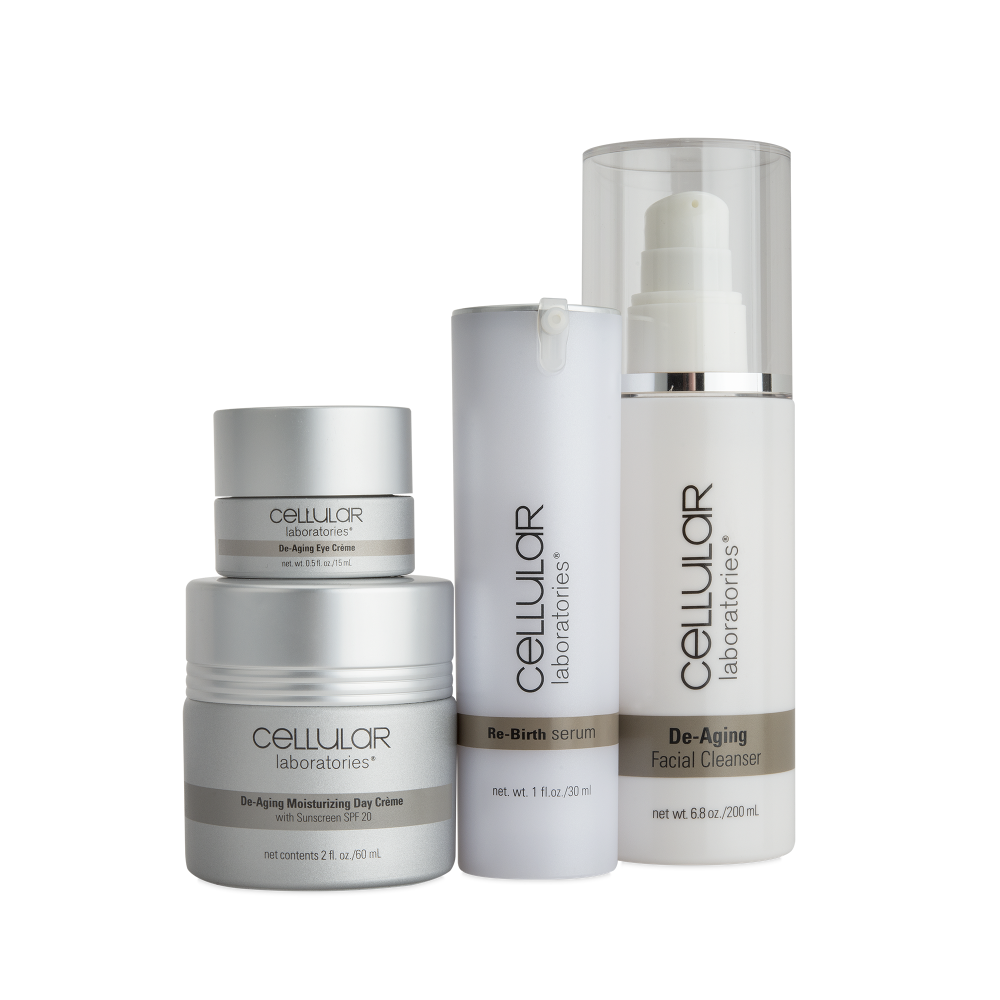 CELLULAR
laboratories®
De-Aging Eye Crème
net. wt. 0.5 fl. oz./15 mL
CELLULAR
laboratories®
De-Aging Moisturizing Day Crème
with Sunscreen SPF 20
net contents 2 fl. oz./60 mL
CELLULAR
laboratories®
Re-Birth serum
net. wt. 1 fl.oz./30 ml
CELLULAR
laboratories®
De-Aging
Facial Cleanser
net wt. 6.8 oz./200 mL